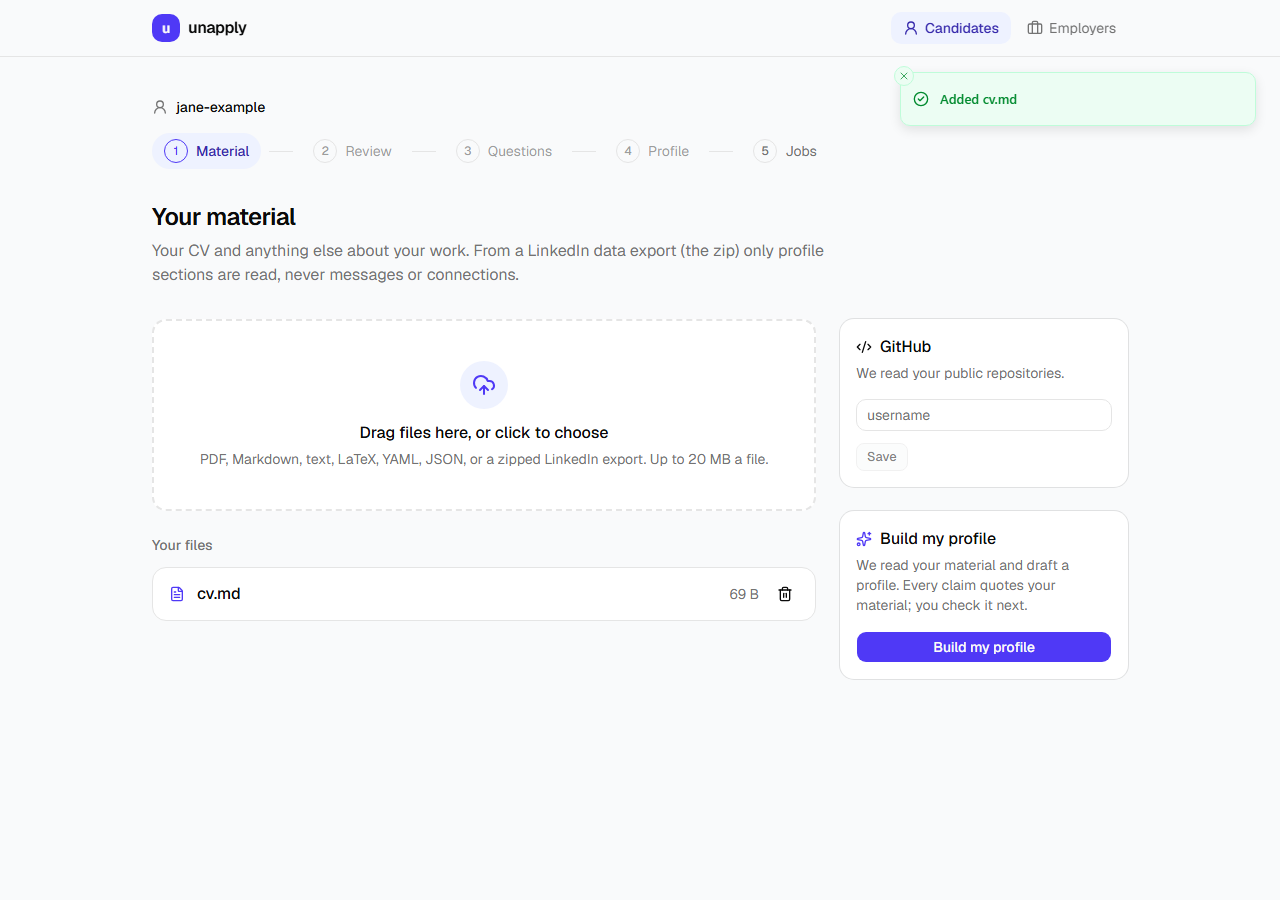 u unapply
Candidates
Employers
Added cv.md
jane-example
1 Material
2 Review
3 Questions
4 Profile
5 Jobs
Your material
Your CV and anything else about your work. From a LinkedIn data export (the zip) only profile
sections are read, never messages or connections.
Drag files here, or click to choose
PDF, Markdown, text, LaTeX, YAML, JSON, or a zipped LinkedIn export. Up to 20 MB a file.
Your files
cv.md 69 B
GitHub
We read your public repositories.
username
Save
Build my profile
We read your material and draft a
profile. Every claim quotes your
material; you check it next.
Build my profile